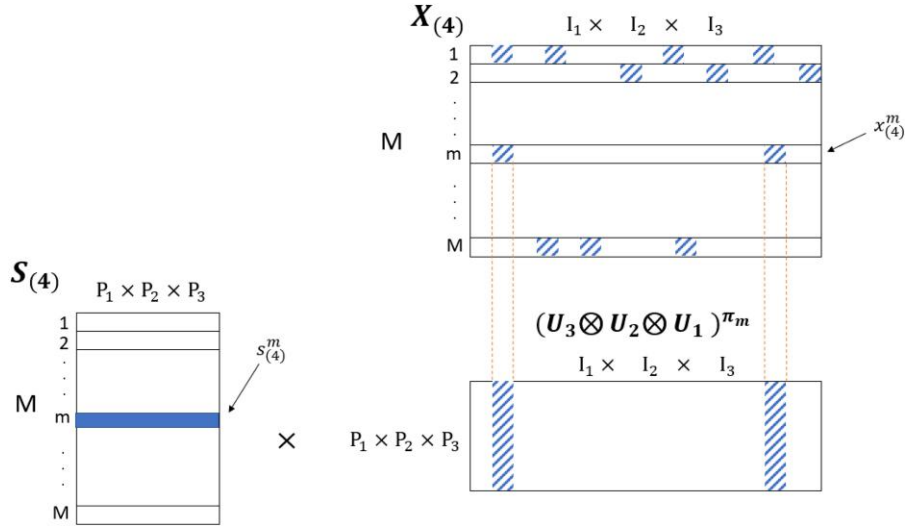 X₍₄₎
I₁ × I₂ × I₃
1
2
.
.
.
M
m
x₍₄₎ᵐ
.
.
.
M
S₍₄₎
P₁ × P₂ × P₃
1
2
.
.
.
M
m
s₍₄₎ᵐ
.
.
.
M
×
(U₃⊗U₂⊗U₁)^πₘ
I₁ × I₂ × I₃
P₁ × P₂ × P₃